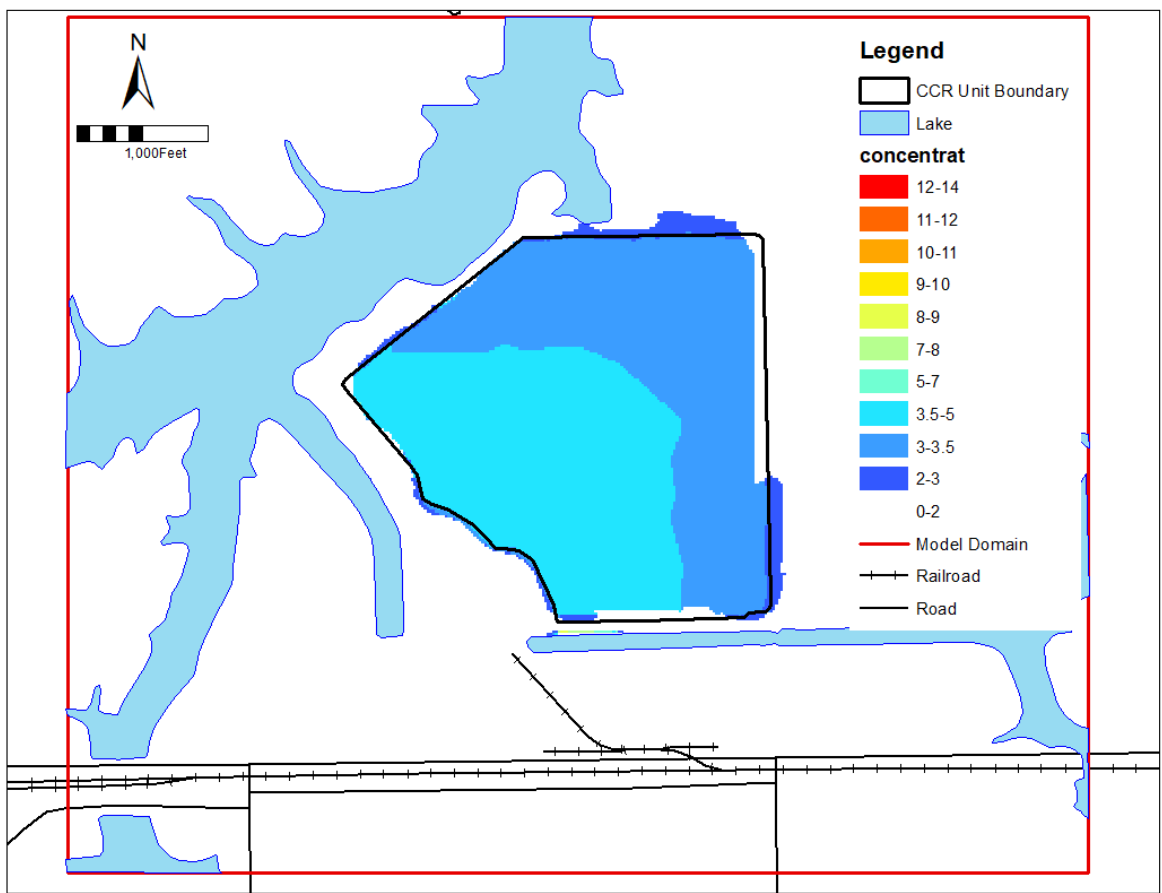 N
1,000Feet
Legend
CCR Unit Boundary
Lake
concentrat
12-14
11-12
10-11
9-10
8-9
7-8
5-7
3.5-5
3-3.5
2-3
0-2
Model Domain
Railroad
Road